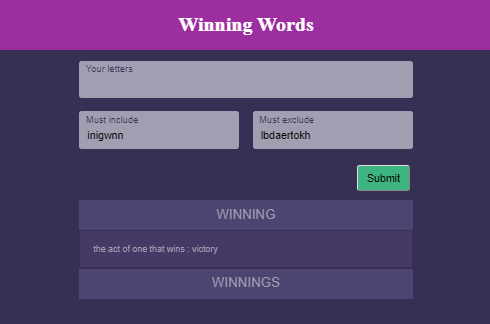 Winning Words
Your letters
Must include
Must exclude
inigwnn
lbdaertokh
Submit
WINNING
the act of one that wins : victory
WINNINGS